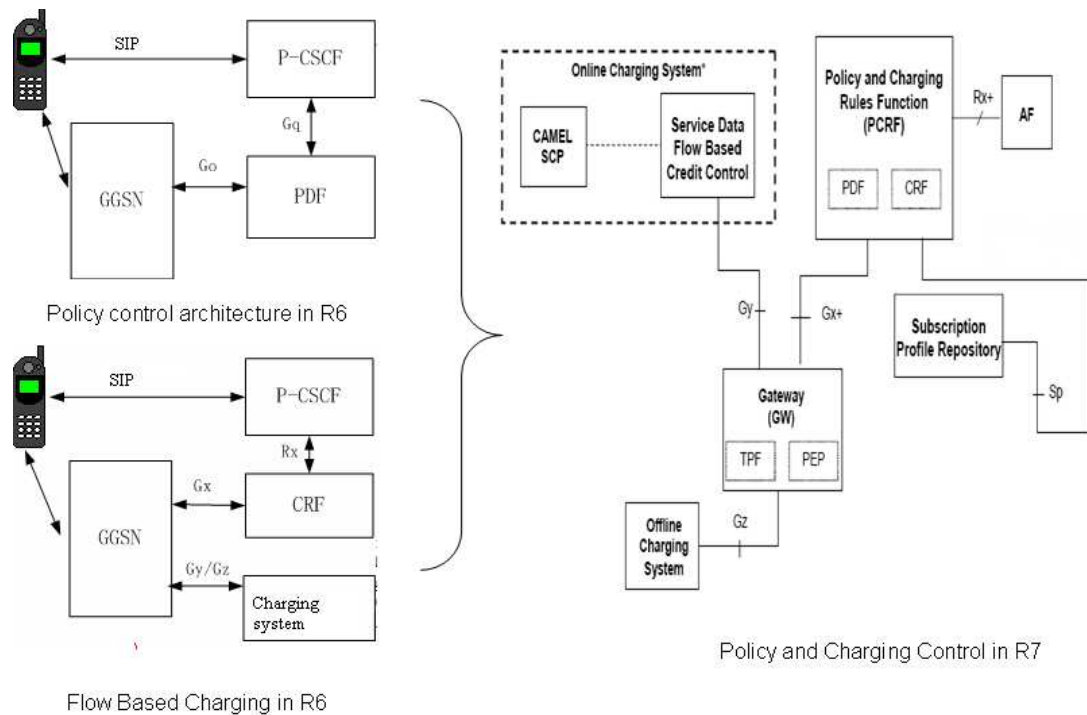 SIP
P-CSCF
Gq
Go
GGSN
PDF
Policy control architecture in R6
SIP
P-CSCF
Rx
Gx
CRF
GGSN
Gy/Gz
Charging
system
Flow Based Charging in R6
Online Charging System*
CAMEL
SCP
Service Data
Flow Based
Credit Control
Policy and Charging
Rules Function
(PCRF)
PDF
CRF
Rx+
AF
Gy
Gx+
Subscription
Profile Repository
Sp
Gateway
(GW)
TPF
PEP
Offline
Charging
System
Gz
Policy and Charging Control in R7